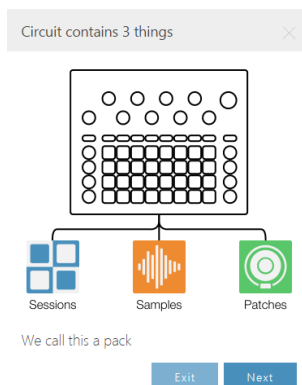 Circuit contains 3 things
Sessions Samples Patches
We call this a pack
Exit Next